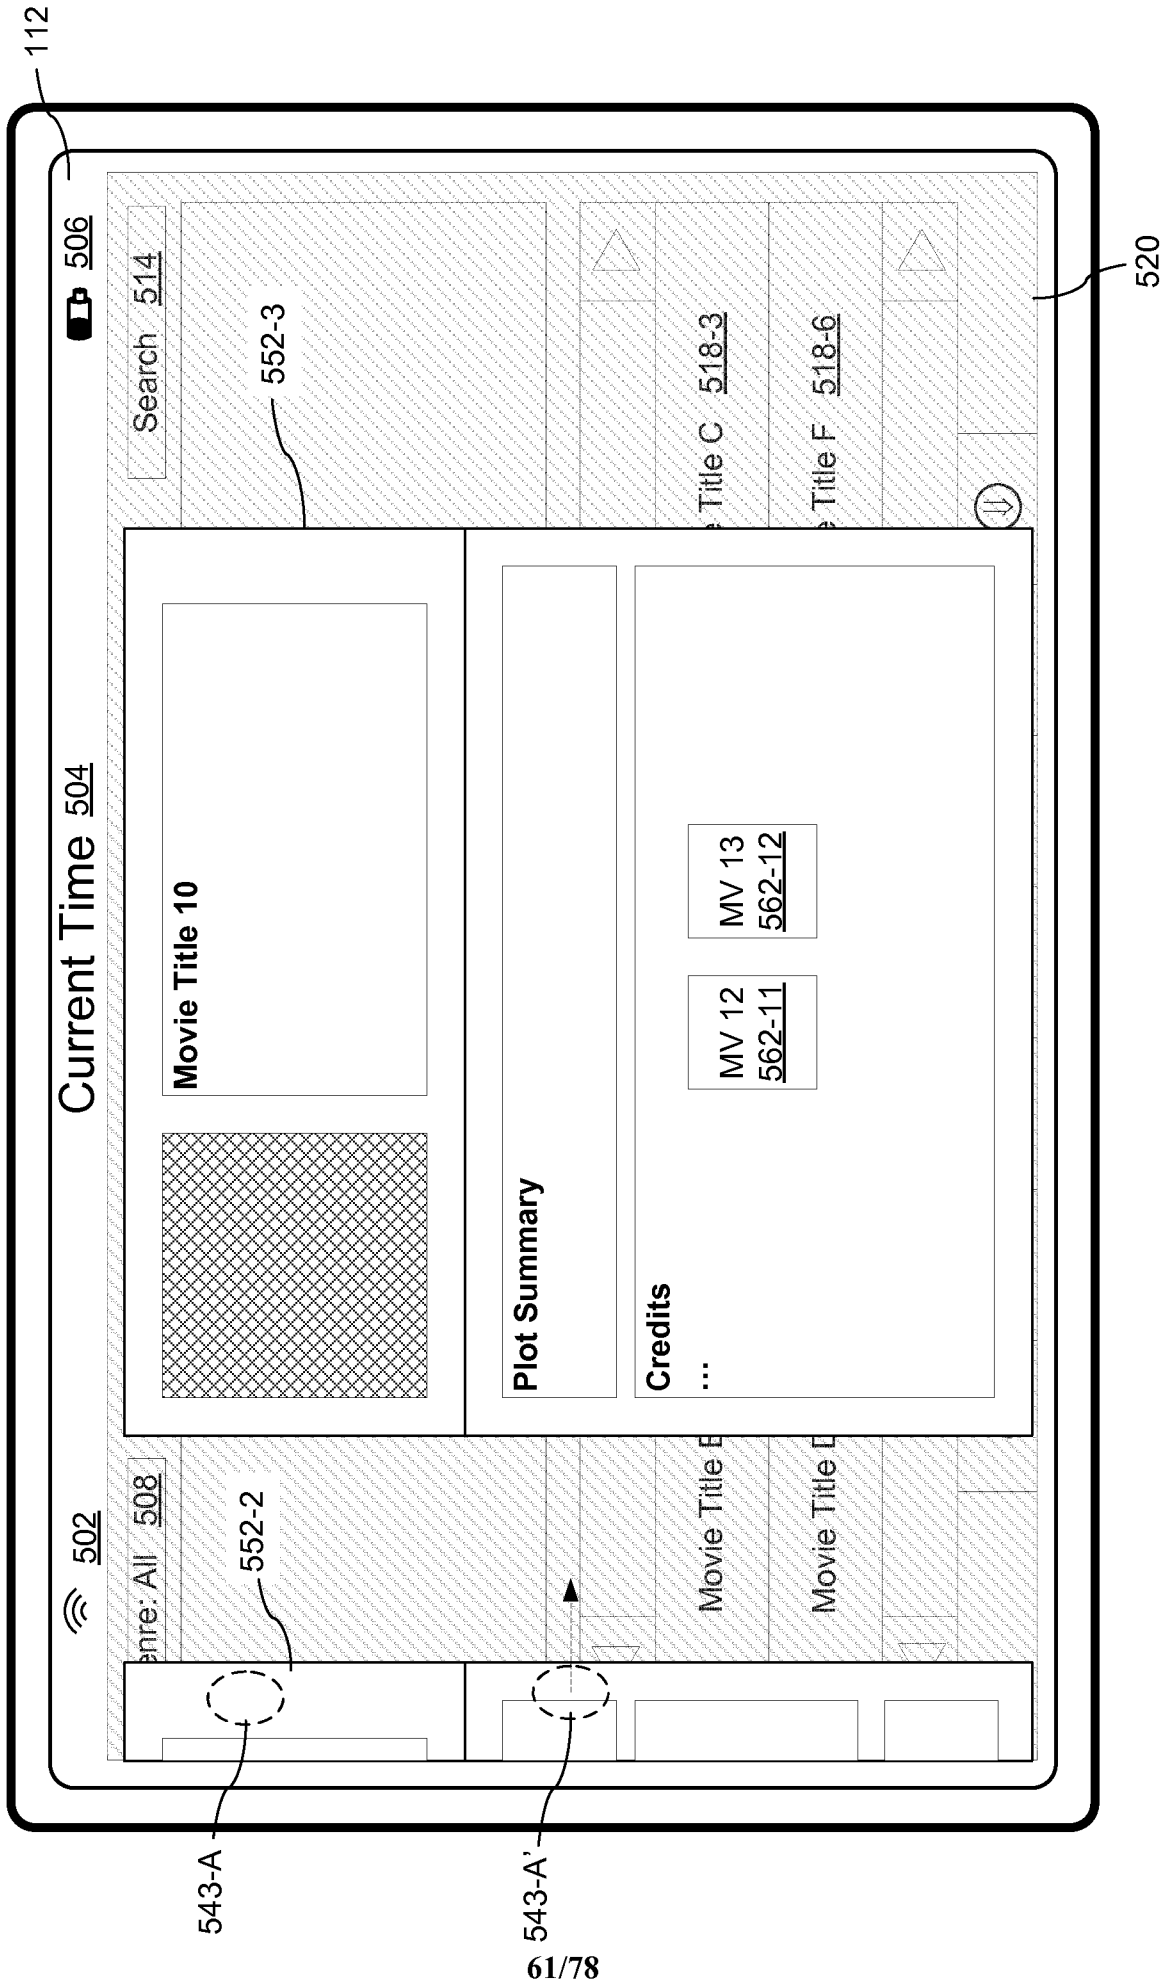 112
502
Current Time 504
506
enre: All 508
Search 514
552-2
552-3
543-A
Movie Title 10
543-A’
Plot Summary
Credits
...
MV 12
562-11
MV 13
562-12
Movie Title B
e Title C 518-3
Movie Title D
e Title F 518-6
520
61/78